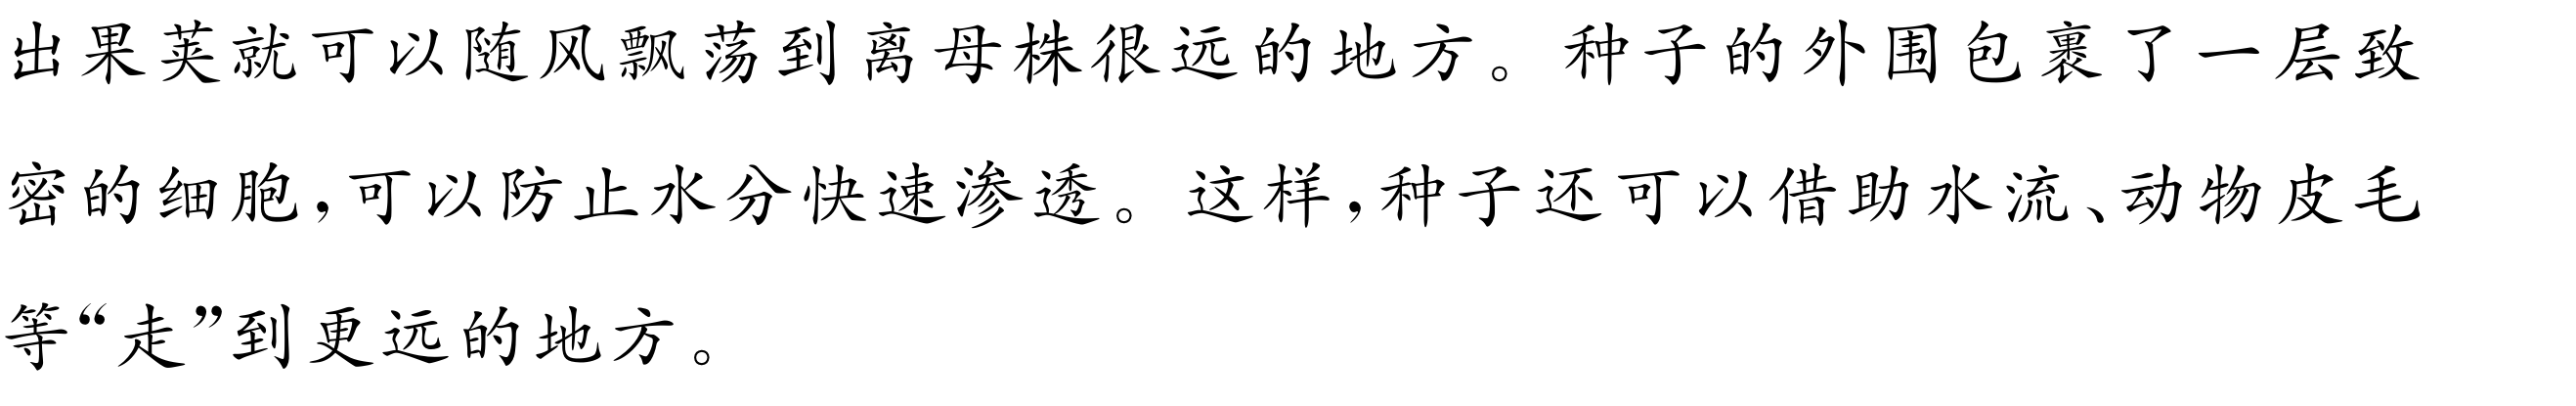 出果荚就可以随风飘荡到离母株很远的地方。种子的外围包裹了一层致
密的细胞，可以防止水分快速渗透。这样，种子还可以借助水流、动物皮毛
等“走”到更远的地方。